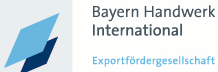 Bayern Handwerk
International
Exportfördergesellschaft